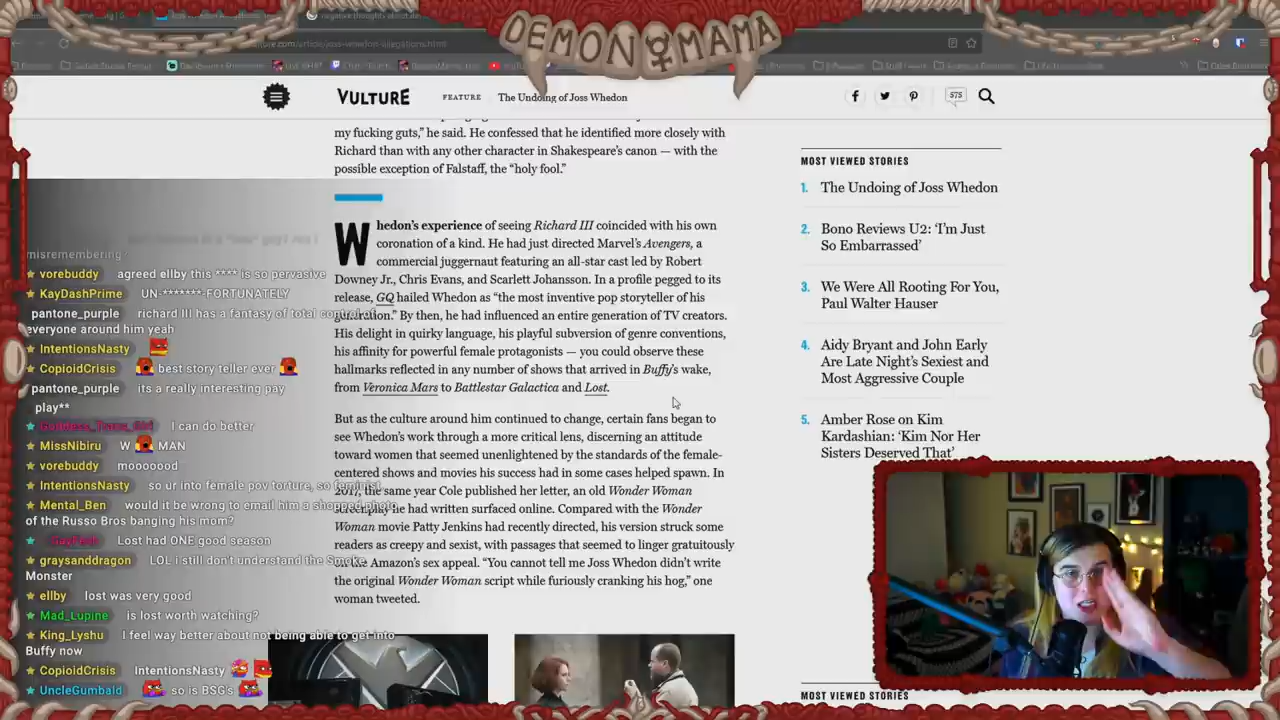 DEMON MAMA
negative thoughts about de
.com/article/joss-whedon-allegations.html
VULTURE
FEATURE
The Undoing of Joss Whedon
575
my fucking guts,” he said. He confessed that he identified more closely with
Richard than with any other character in Shakespeare’s canon — with the
possible exception of Falstaff, the “holy fool.”
Whedon’s experience of seeing Richard III coincided with his own
coronation of a kind. He had just directed Marvel’s Avengers, a
commercial juggernaut featuring an all-star cast led by Robert
Downey Jr., Chris Evans, and Scarlett Johansson. In a profile pegged to its
release, GQ hailed Whedon as “the most inventive pop storyteller of his
generation.” By then, he had influenced an entire generation of TV creators.
His delight in quirky language, his playful subversion of genre conventions,
his affinity for powerful female protagonists — you could observe these
hallmarks reflected in any number of shows that arrived in Buffy’s wake,
from Veronica Mars to Battlestar Galactica and Lost.
But as the culture around him continued to change, certain fans began to
see Whedon’s work through a more critical lens, discerning an attitude
toward women that seemed unenlightened by the standards of the female-
centered shows and movies his success had in some cases helped spawn. In
2017, the same year Cole published her letter, an old Wonder Woman
he had written surfaced online. Compared with the Wonder
Woman movie Patty Jenkins had recently directed, his version struck some
readers as creepy and sexist, with passages that seemed to linger gratuitously
Amazon’s sex appeal. “You cannot tell me Joss Whedon didn’t write
the original Wonder Woman script while furiously cranking his hog,” one
woman tweeted.
MOST VIEWED STORIES
1. The Undoing of Joss Whedon
2. Bono Reviews U2: ‘I’m Just
So Embarrassed’
3. We Were All Rooting For You,
Paul Walter Hauser
4. Aidy Bryant and John Early
Are Late Night’s Sexiest and
Most Aggressive Couple
5. Amber Rose on Kim
Kardashian: ‘Kim Nor Her
Sisters Deserved That’
MOST VIEWED STORIES
misremembering?
vorebuddy agreed ellby this **** is so pervasive
KayDashPrime UN-*******-FORTUNATELY
pantone_purple richard III has a fantasy of total control of
everyone around him yeah
IntentionsNasty
CopioidCrisis best story teller ever
pantone_purple its a really interesting pay
play**
Goddess_Trans_Girl I can do better
MissNibiru W MAN
vorebuddy mooooood
IntentionsNasty so ur into female pov torture, so feminist
Mental_Ben would it be wrong to email him a shopped photo
of the Russo Bros banging his mom?
Lost had ONE good season
graysanddragon LOL i still don't understand the Smoke
Monster
ellby lost was very good
Mad_Lupine is lost worth watching?
King_Lyshu I feel way better about not being able to get into
Buffy now
CopioidCrisis IntentionsNasty
UncleGumbald so is BSG's